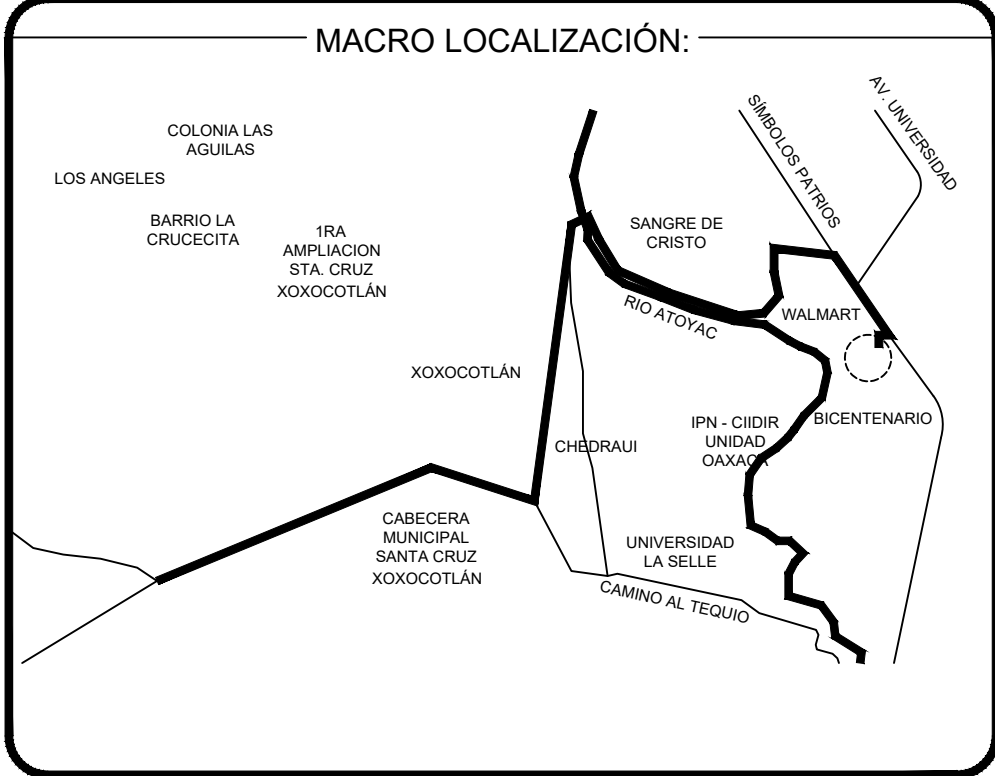 MACRO LOCALIZACIÓN:
AV. UNIVERSIDAD
SÍMBOLOS PATRIOS
COLONIA LAS
AGUILAS
LOS ANGELES
BARRIO LA
CRUCECITA
1RA
AMPLIACION
STA. CRUZ
XOXOCOTLÁN
SANGRE DE
CRISTO
RIO ATOYAC
WALMART
XOXOCOTLÁN
BICENTENARIO
IPN - CIIDIR
UNIDAD
OAXACA
CHEDRAUI
CABECERA
MUNICIPAL
SANTA CRUZ
XOXOCOTLÁN
UNIVERSIDAD
LA SELLE
CAMINO AL TEQUIO